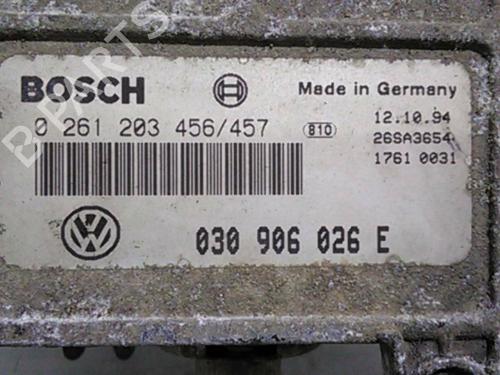 BOSCH
Made in Germany
0 261 203 456/457
810
12.10.94
26SA3654
1761 0031
030 906 026 E
B PARTS